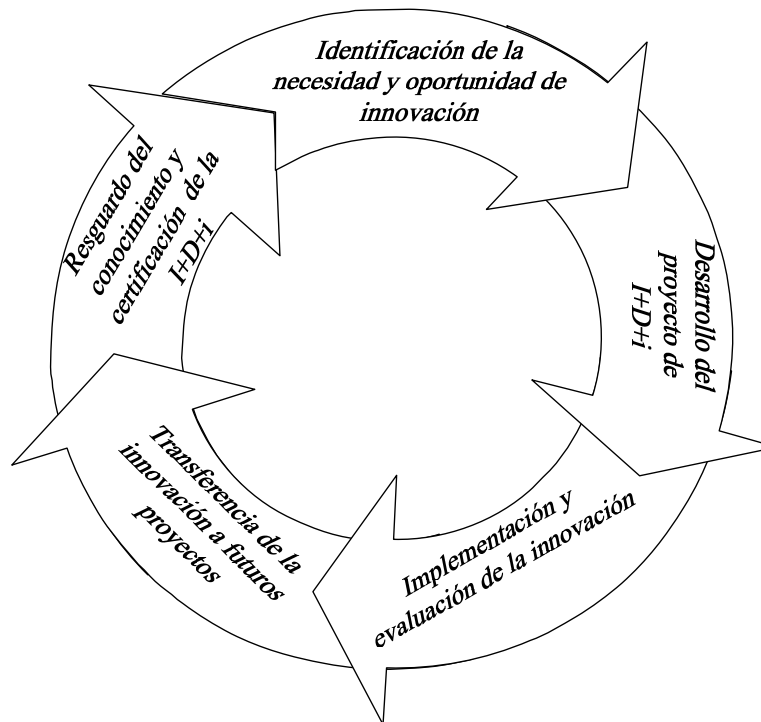 Identificación de la
necesidad y oportunidad de
innovación
Desarrollo del
proyecto de
I+D+i
Implementación y
evaluación de la innovación
Transferencia de la
innovación a futuros
proyectos
Resguardo del
conocimiento y
certificación de la
I+D+i